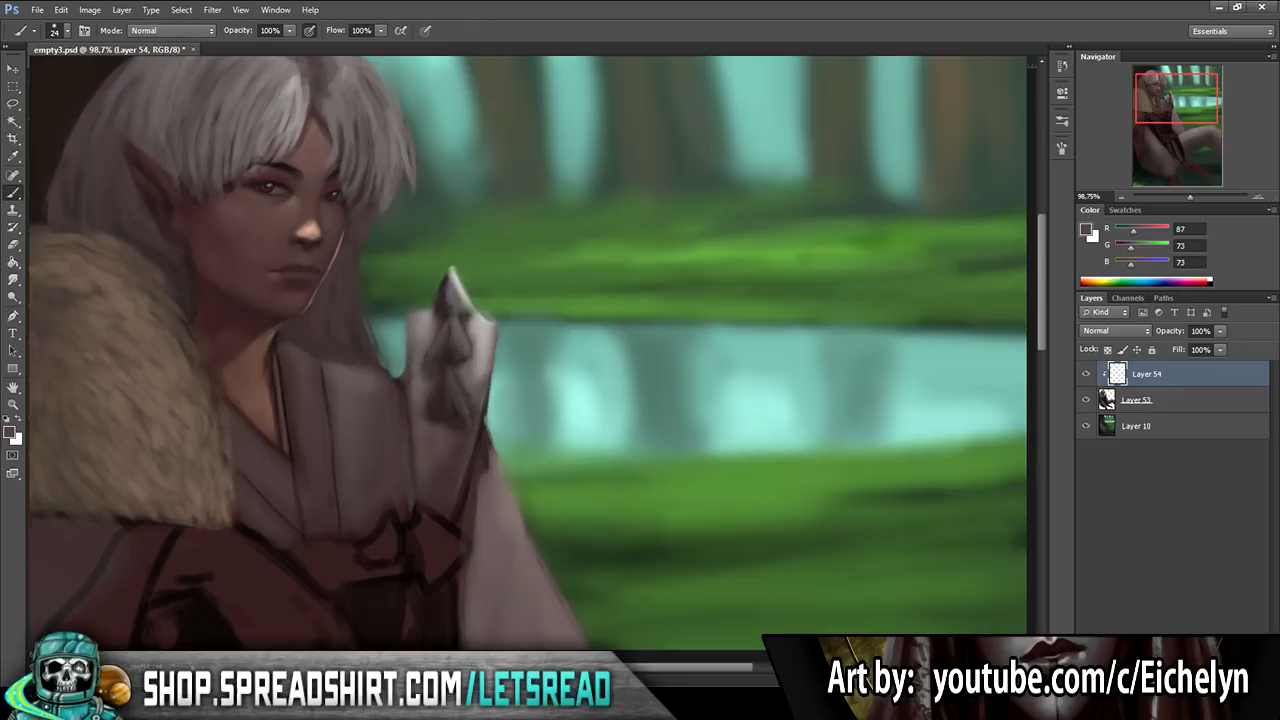 Ps File Edit Image Layer Type Select Filter 3D View Window Help
24 Mode: Normal Opacity: 100% Flow: 100% Essentials
empty3.psd @ 98,7% (Layer 54, RGB/8) * ×
Navigator
98,75%
Color Swatches
R 87
G 73
B 73
Layers Channels Paths
Kind
Normal Opacity: 100%
Lock: Fill: 100%
Layer 54
Layer 53
Layer 10
SHOP.SPREADSHIRT.COM/LETSREAD
Art by: youtube.com/c/Eichelyn